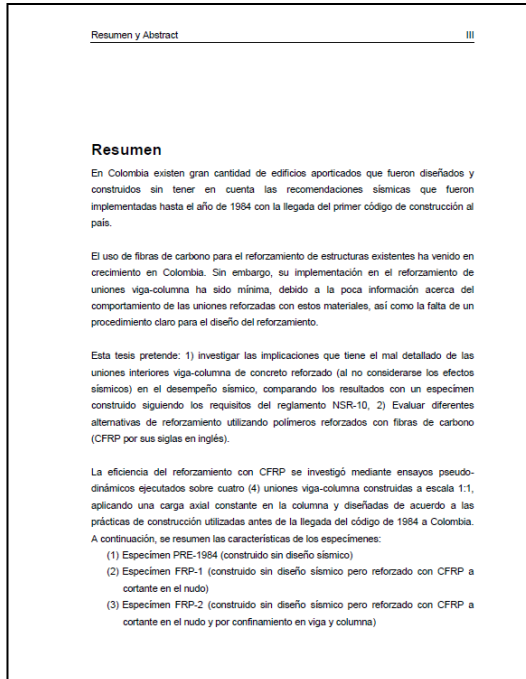 Resumen y Abstract III
Resumen
En Colombia existen gran cantidad de edificios aporticados que fueron diseñados y
construidos sin tener en cuenta las recomendaciones sísmicas que fueron
implementadas hasta el año de 1984 con la llegada del primer código de construcción al
país.
El uso de fibras de carbono para el reforzamiento de estructuras existentes ha venido en
crecimiento en Colombia. Sin embargo, su implementación en el reforzamiento de
uniones viga-columna ha sido mínima, debido a la poca información acerca del
comportamiento de las uniones reforzadas con estos materiales, así como la falta de un
procedimiento claro para el diseño del reforzamiento.
Esta tesis pretende: 1) investigar las implicaciones que tiene el mal detallado de las
uniones interiores viga-columna de concreto reforzado (al no considerarse los efectos
sísmicos) en el desempeño sísmico, comparando los resultados con un espécimen
construido siguiendo los requisitos del reglamento NSR-10, 2) Evaluar diferentes
alternativas de reforzamiento utilizando polímeros reforzados con fibras de carbono
(CFRP por sus siglas en inglés).
La eficiencia del reforzamiento con CFRP se investigó mediante ensayos pseudo-
dinámicos ejecutados sobre cuatro (4) uniones viga-columna construidas a escala 1:1,
aplicando una carga axial constante en la columna y diseñadas de acuerdo a las
prácticas de construcción utilizadas antes de la llegada del código de 1984 a Colombia.
A continuación, se resumen las características de los especímenes:
(1) Espécimen PRE-1984 (construido sin diseño sísmico)
(2) Espécimen FRP-1 (construido sin diseño sísmico pero reforzado con CFRP a
cortante en el nudo)
(3) Espécimen FRP-2 (construido sin diseño sísmico pero reforzado con CFRP a
cortante en el nudo y por confinamiento en viga y columna)